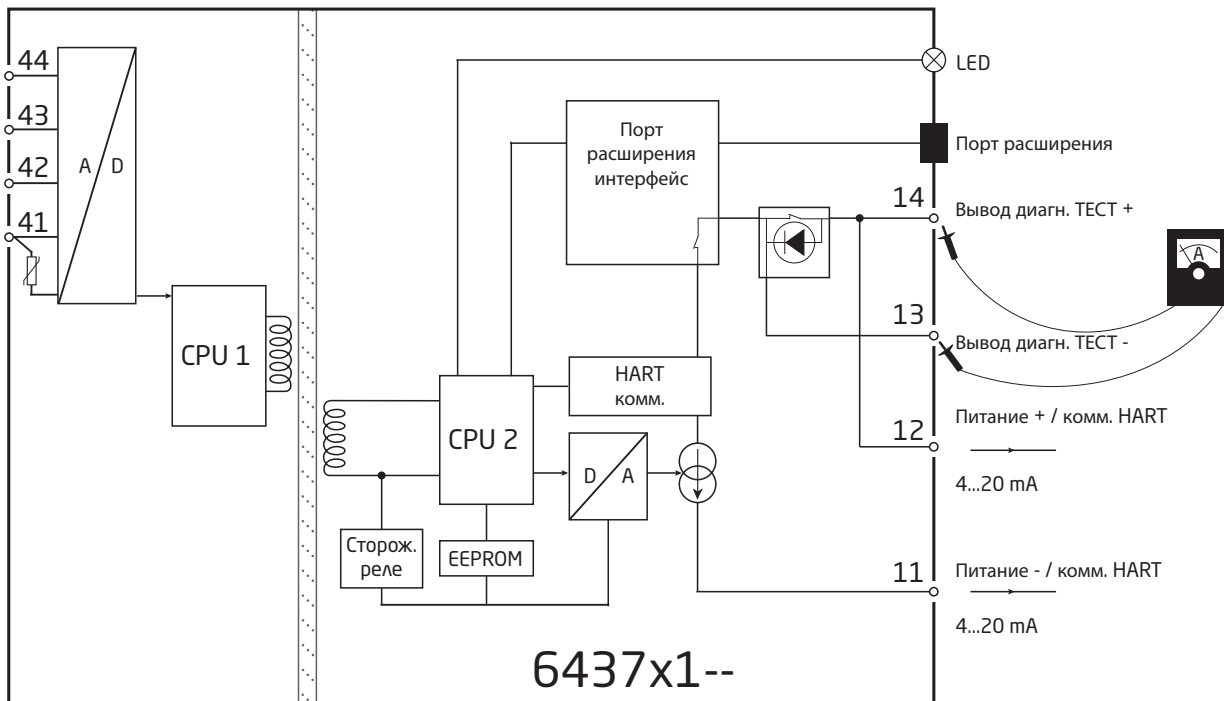 44
43
42
41
A
D
CPU 1
LED
Порт
расширения
интерфейс
Порт расширения
14
Вывод диагн. ТЕСТ +
A
13
Вывод диагн. ТЕСТ -
HART
комм.
CPU 2
12
Питание + / комм. HART
4...20 mA
D
A
Сторож.
реле
EEPROM
11
Питание - / комм. HART
4...20 mA
6437x1--